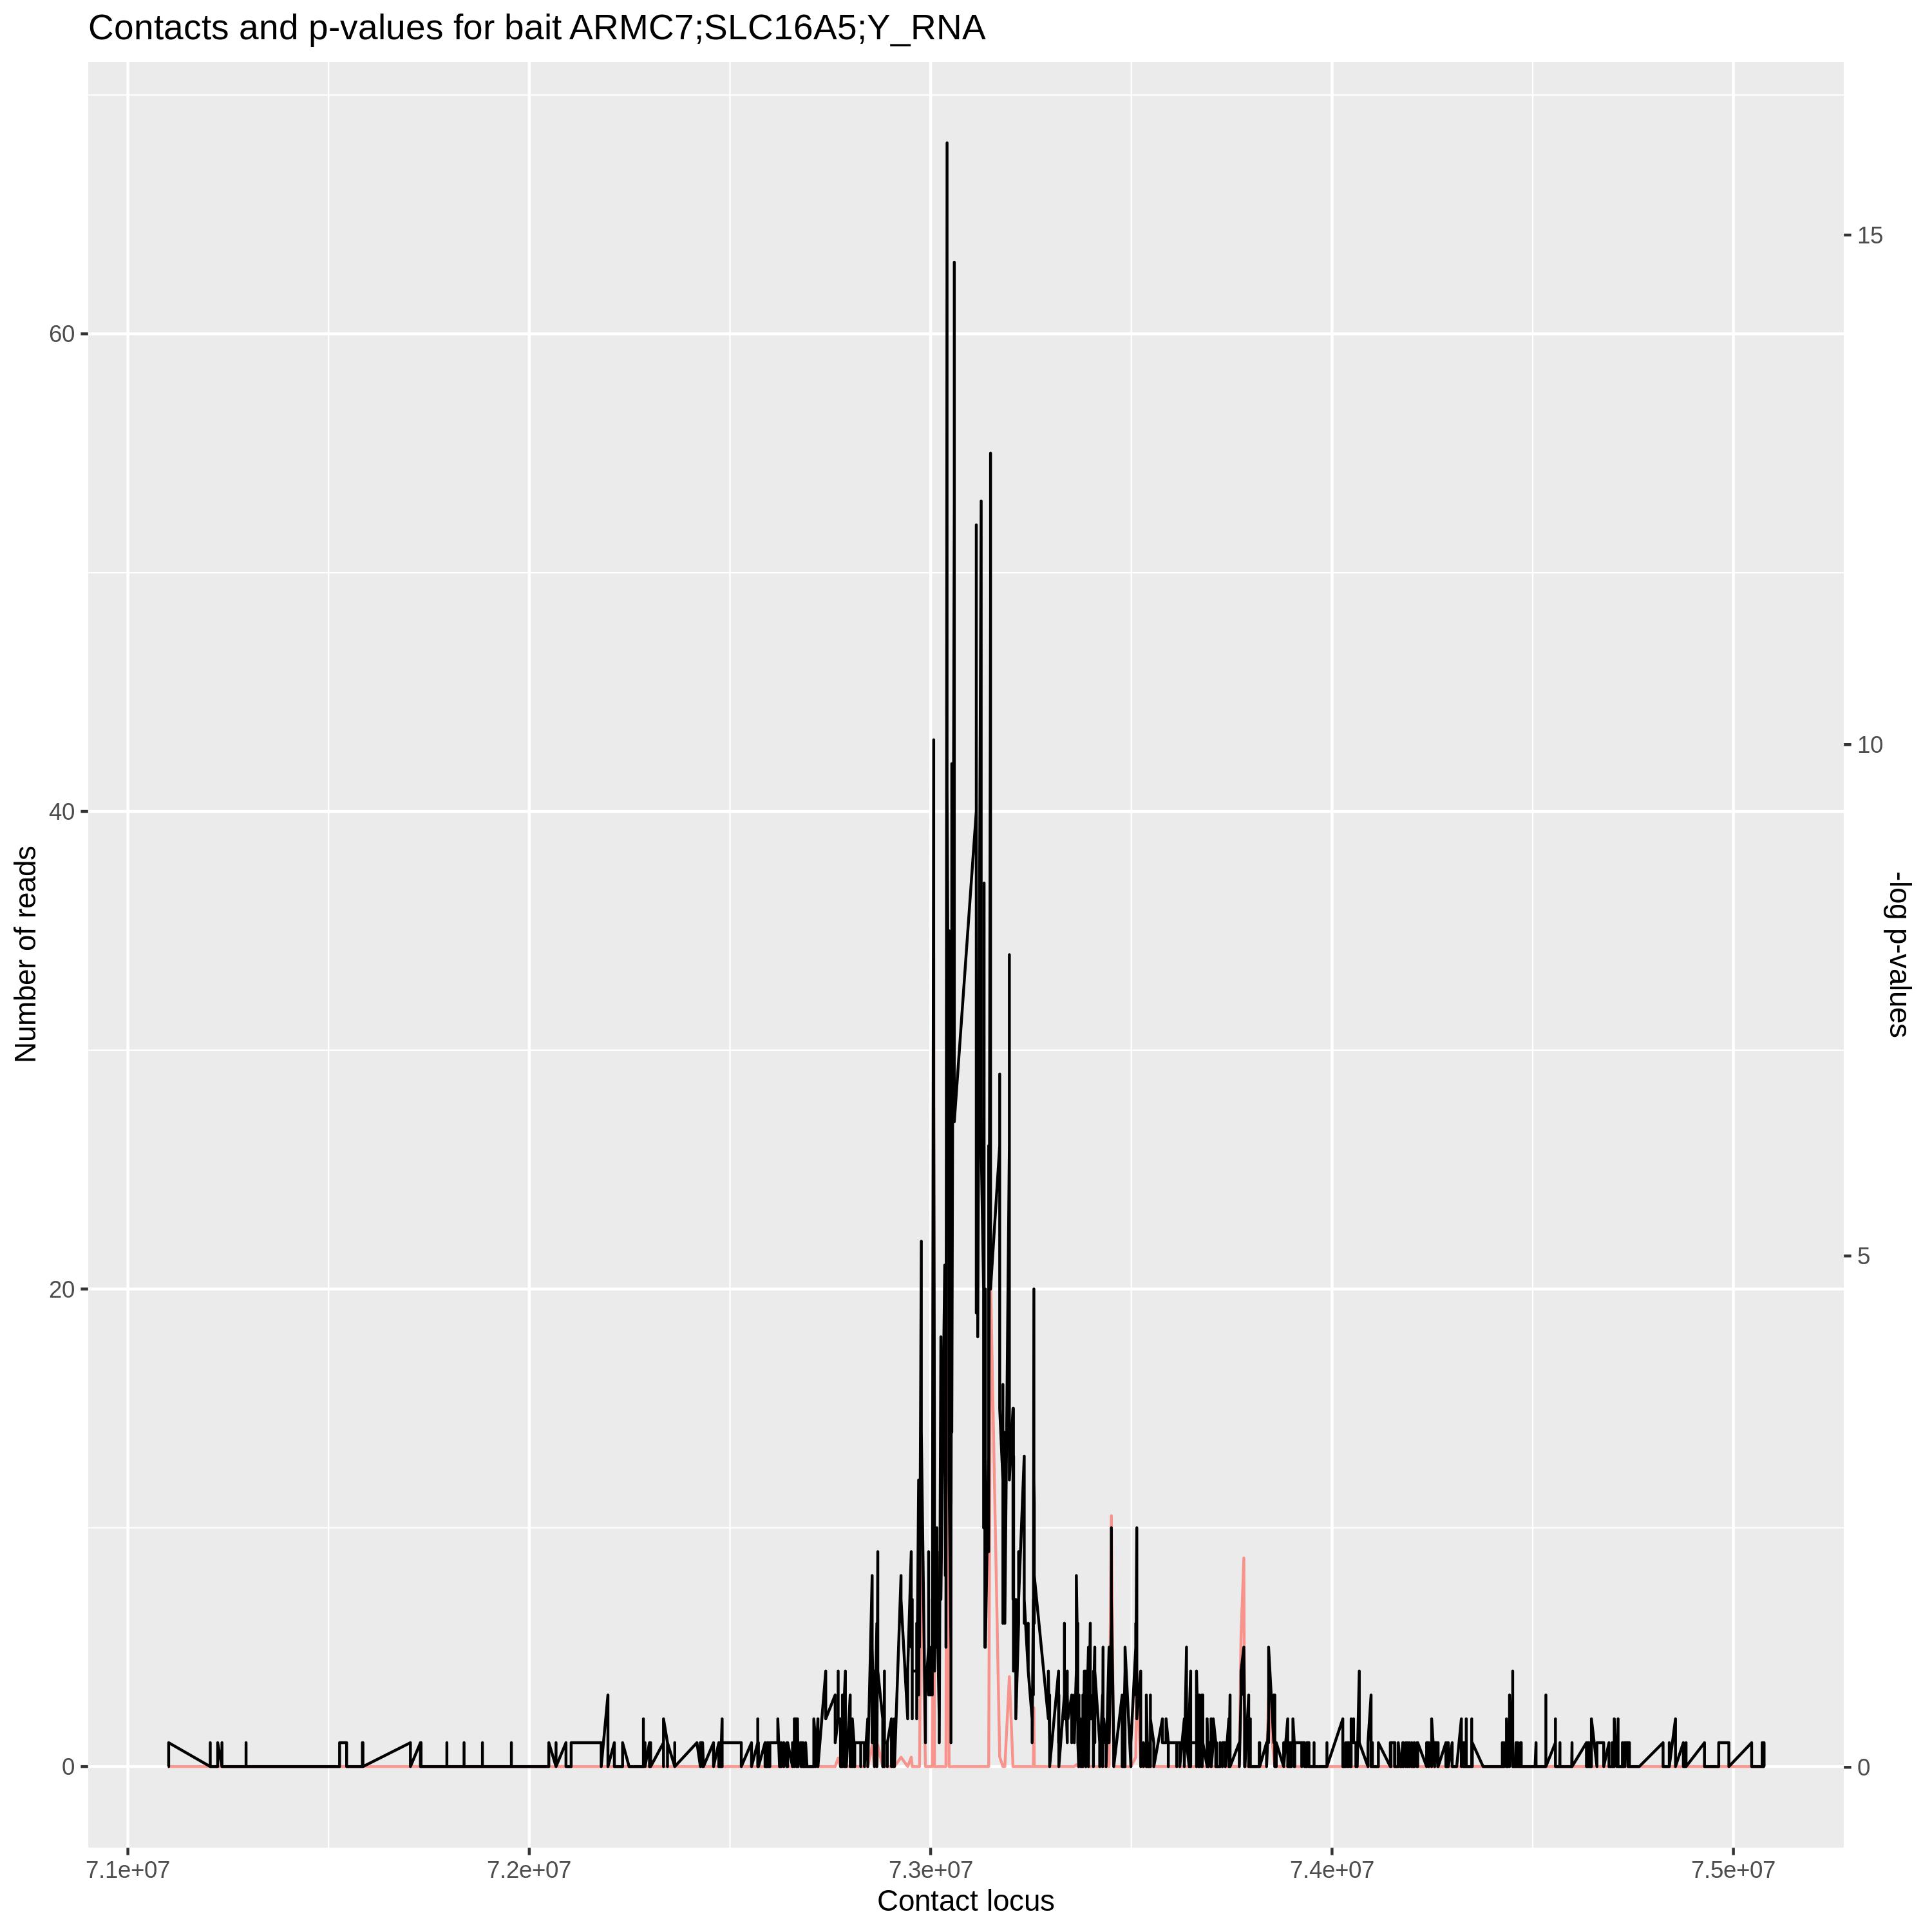 Contacts and p-values for bait ARMC7;SLC16A5;Y_RNA
Number of reads
60
40
20
0
15
10
5
0
-log p-values
7.1e+07 7.2e+07 7.3e+07 7.4e+07 7.5e+07
Contact locus